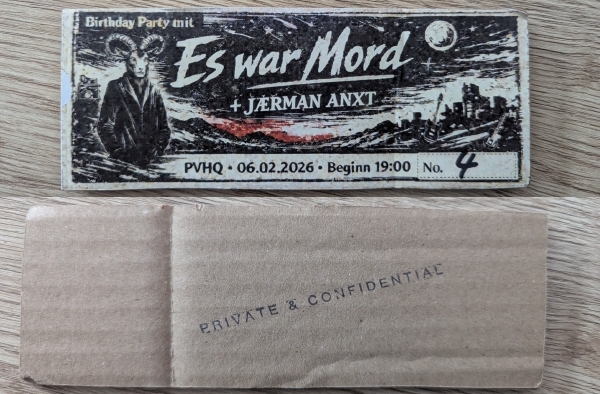 Birthday Party mit
Es war Mord
+ JÆRMAN ANXT
PVHQ • 06.02.2026 • Beginn 19:00 No. 4
PRIVATE & CONFIDENTIAL